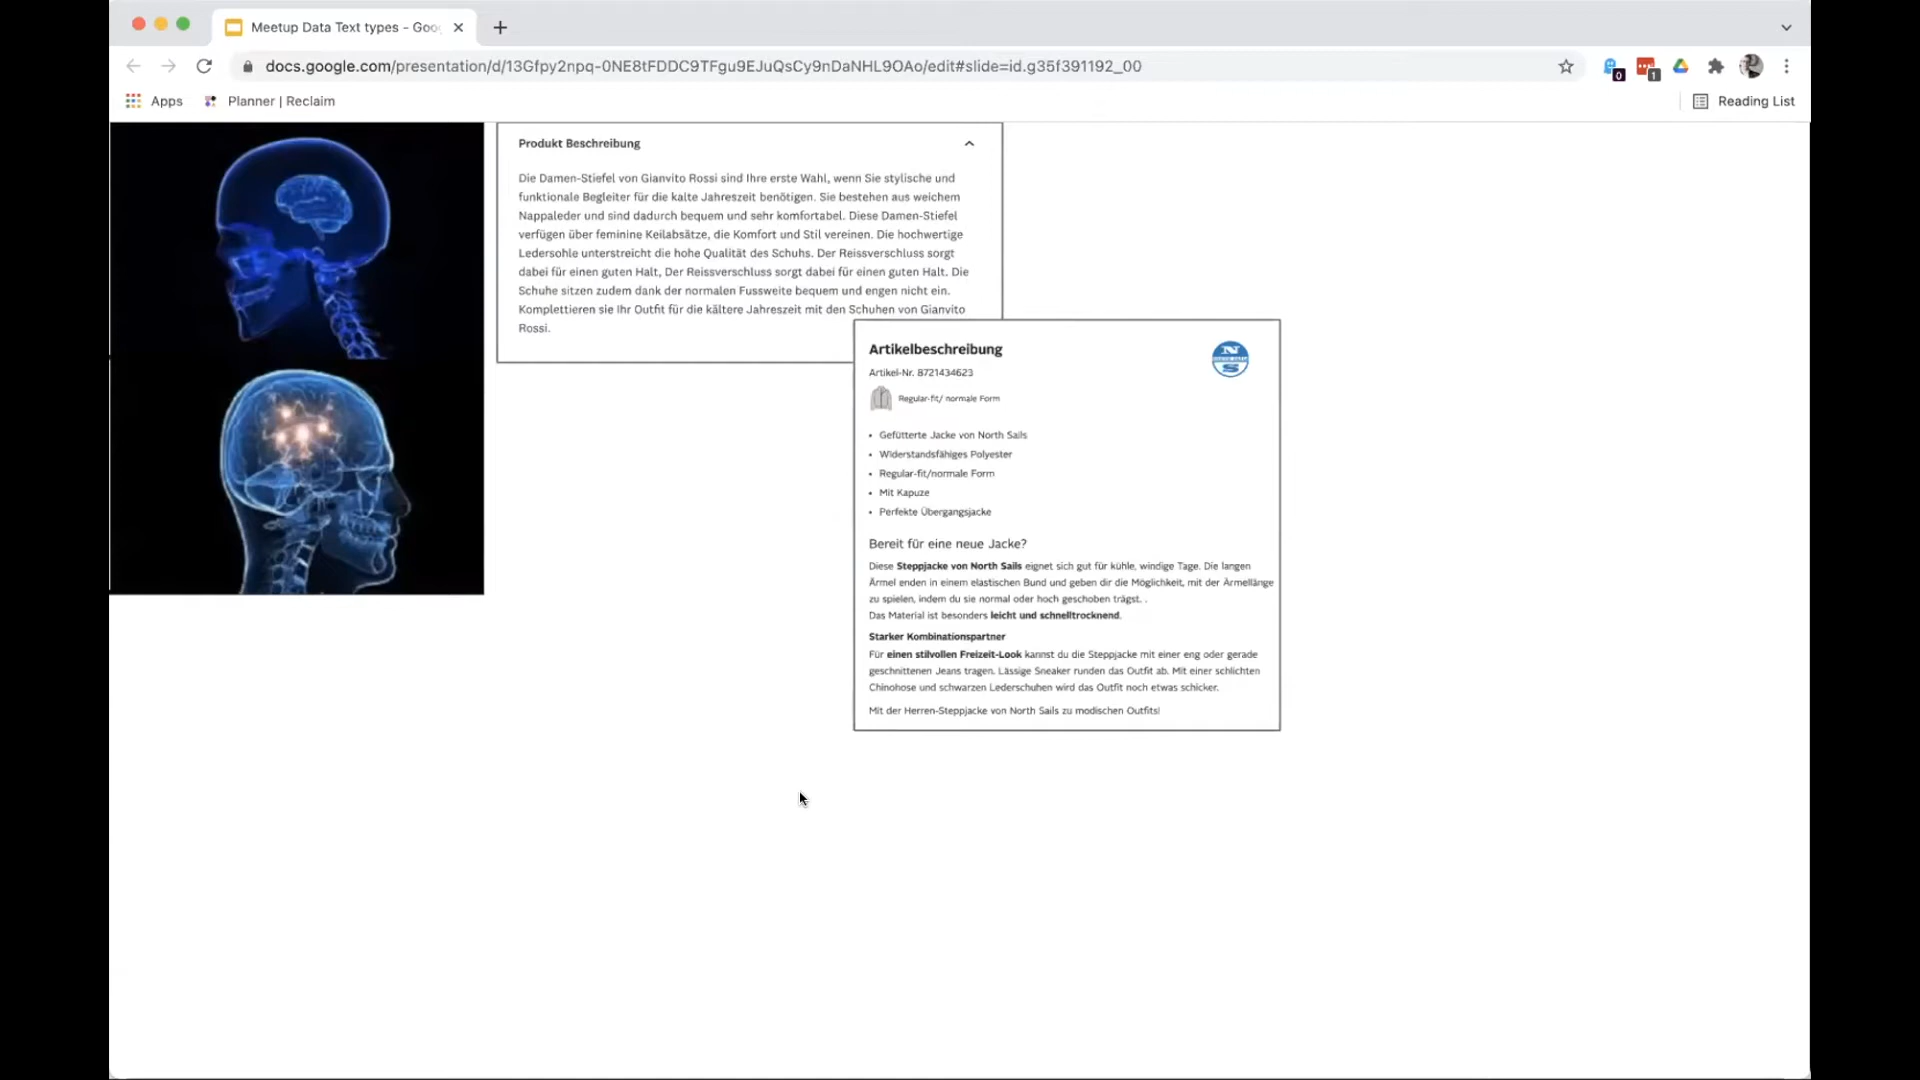 Meetup Data Text types - Goo
docs.google.com/presentation/d/13Gfpy2npq-0NE8tFDDC9TFgu9EJuQsCy9nDaNHL9OAo/edit#slide=id.g35f391192_00
0
1
Apps
Planner | Reclaim
Reading List
Produkt Beschreibung
Die Damen-Stiefel von Gianvito Rossi sind Ihre erste Wahl, wenn Sie stylische und
funktionale Begleiter für die kalte Jahreszeit benötigen. Sie bestehen aus weichem
Nappaleder und sind dadurch bequem und sehr komfortabel. Diese Damen-Stiefel
verfügen über feminine Keilabsätze, die Komfort und Stil vereinen. Die hochwertige
Ledersohle unterstreicht die hohe Qualität des Schuhs. Der Reissverschluss sorgt
dabei für einen guten Halt, Der Reissverschluss sorgt dabei für einen guten Halt. Die
Schuhe sitzen zudem dank der normalen Fussweite bequem und engen nicht ein.
Komplettieren sie Ihr Outfit für die kältere Jahreszeit mit den Schuhen von Gianvito
Rossi.
Artikelbeschreibung
N
S
Artikel-Nr. 8721434623
Regular-fit/ normale Form
• Gefütterte Jacke von North Sails
• Widerstandsfähiges Polyester
• Regular-fit/normale Form
• Mit Kapuze
• Perfekte Übergangsjacke
Bereit für eine neue Jacke?
Diese Steppjacke von North Sails eignet sich gut für kühle, windige Tage. Die langen
Ärmel enden in einem elastischen Bund und geben dir die Möglichkeit, mit der Ärmellänge
zu spielen, indem du sie normal oder hoch geschoben trägst. .
Das Material ist besonders leicht und schnelltrocknend.
Starker Kombinationspartner
Für einen stilvollen Freizeit-Look kannst du die Steppjacke mit einer eng oder gerade
geschnittenen Jeans tragen. Lässige Sneaker runden das Outfit ab. Mit einer schlichten
Chinohose und schwarzen Lederschuhen wird das Outfit noch etwas schicker.
Mit der Herren-Steppjacke von North Sails zu modischen Outfits!